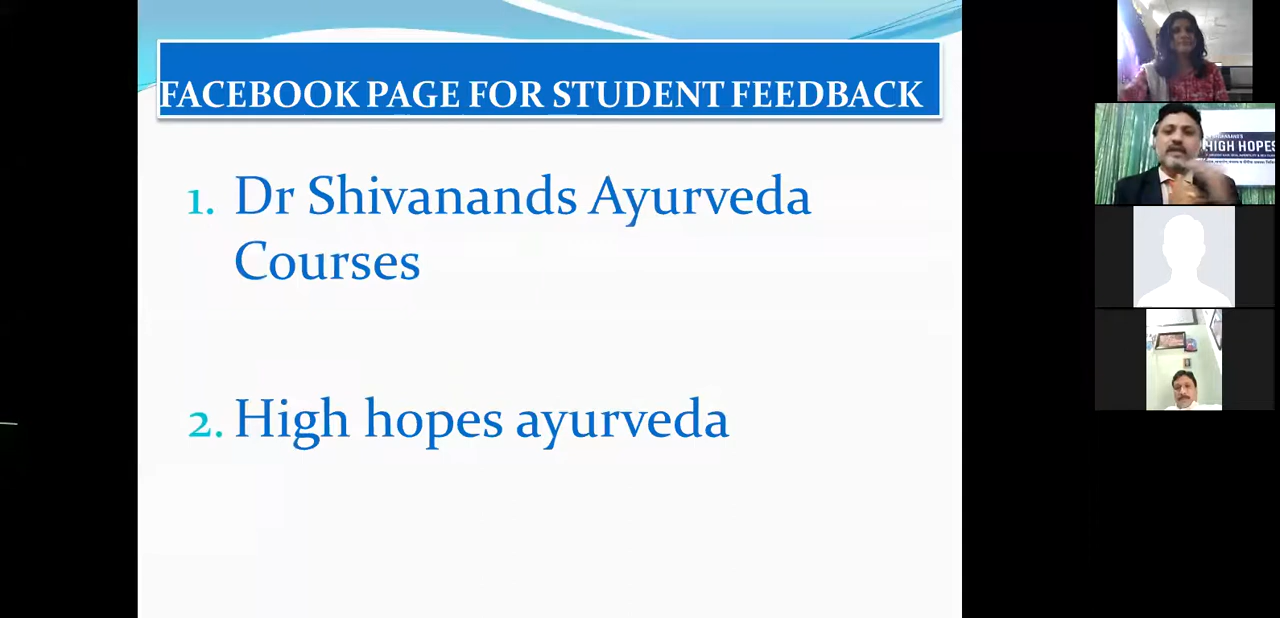 FACEBOOK PAGE FOR STUDENT FEEDBACK
1. Dr Shivanands Ayurveda
Courses
2. High hopes ayurveda
HIGH HOPES